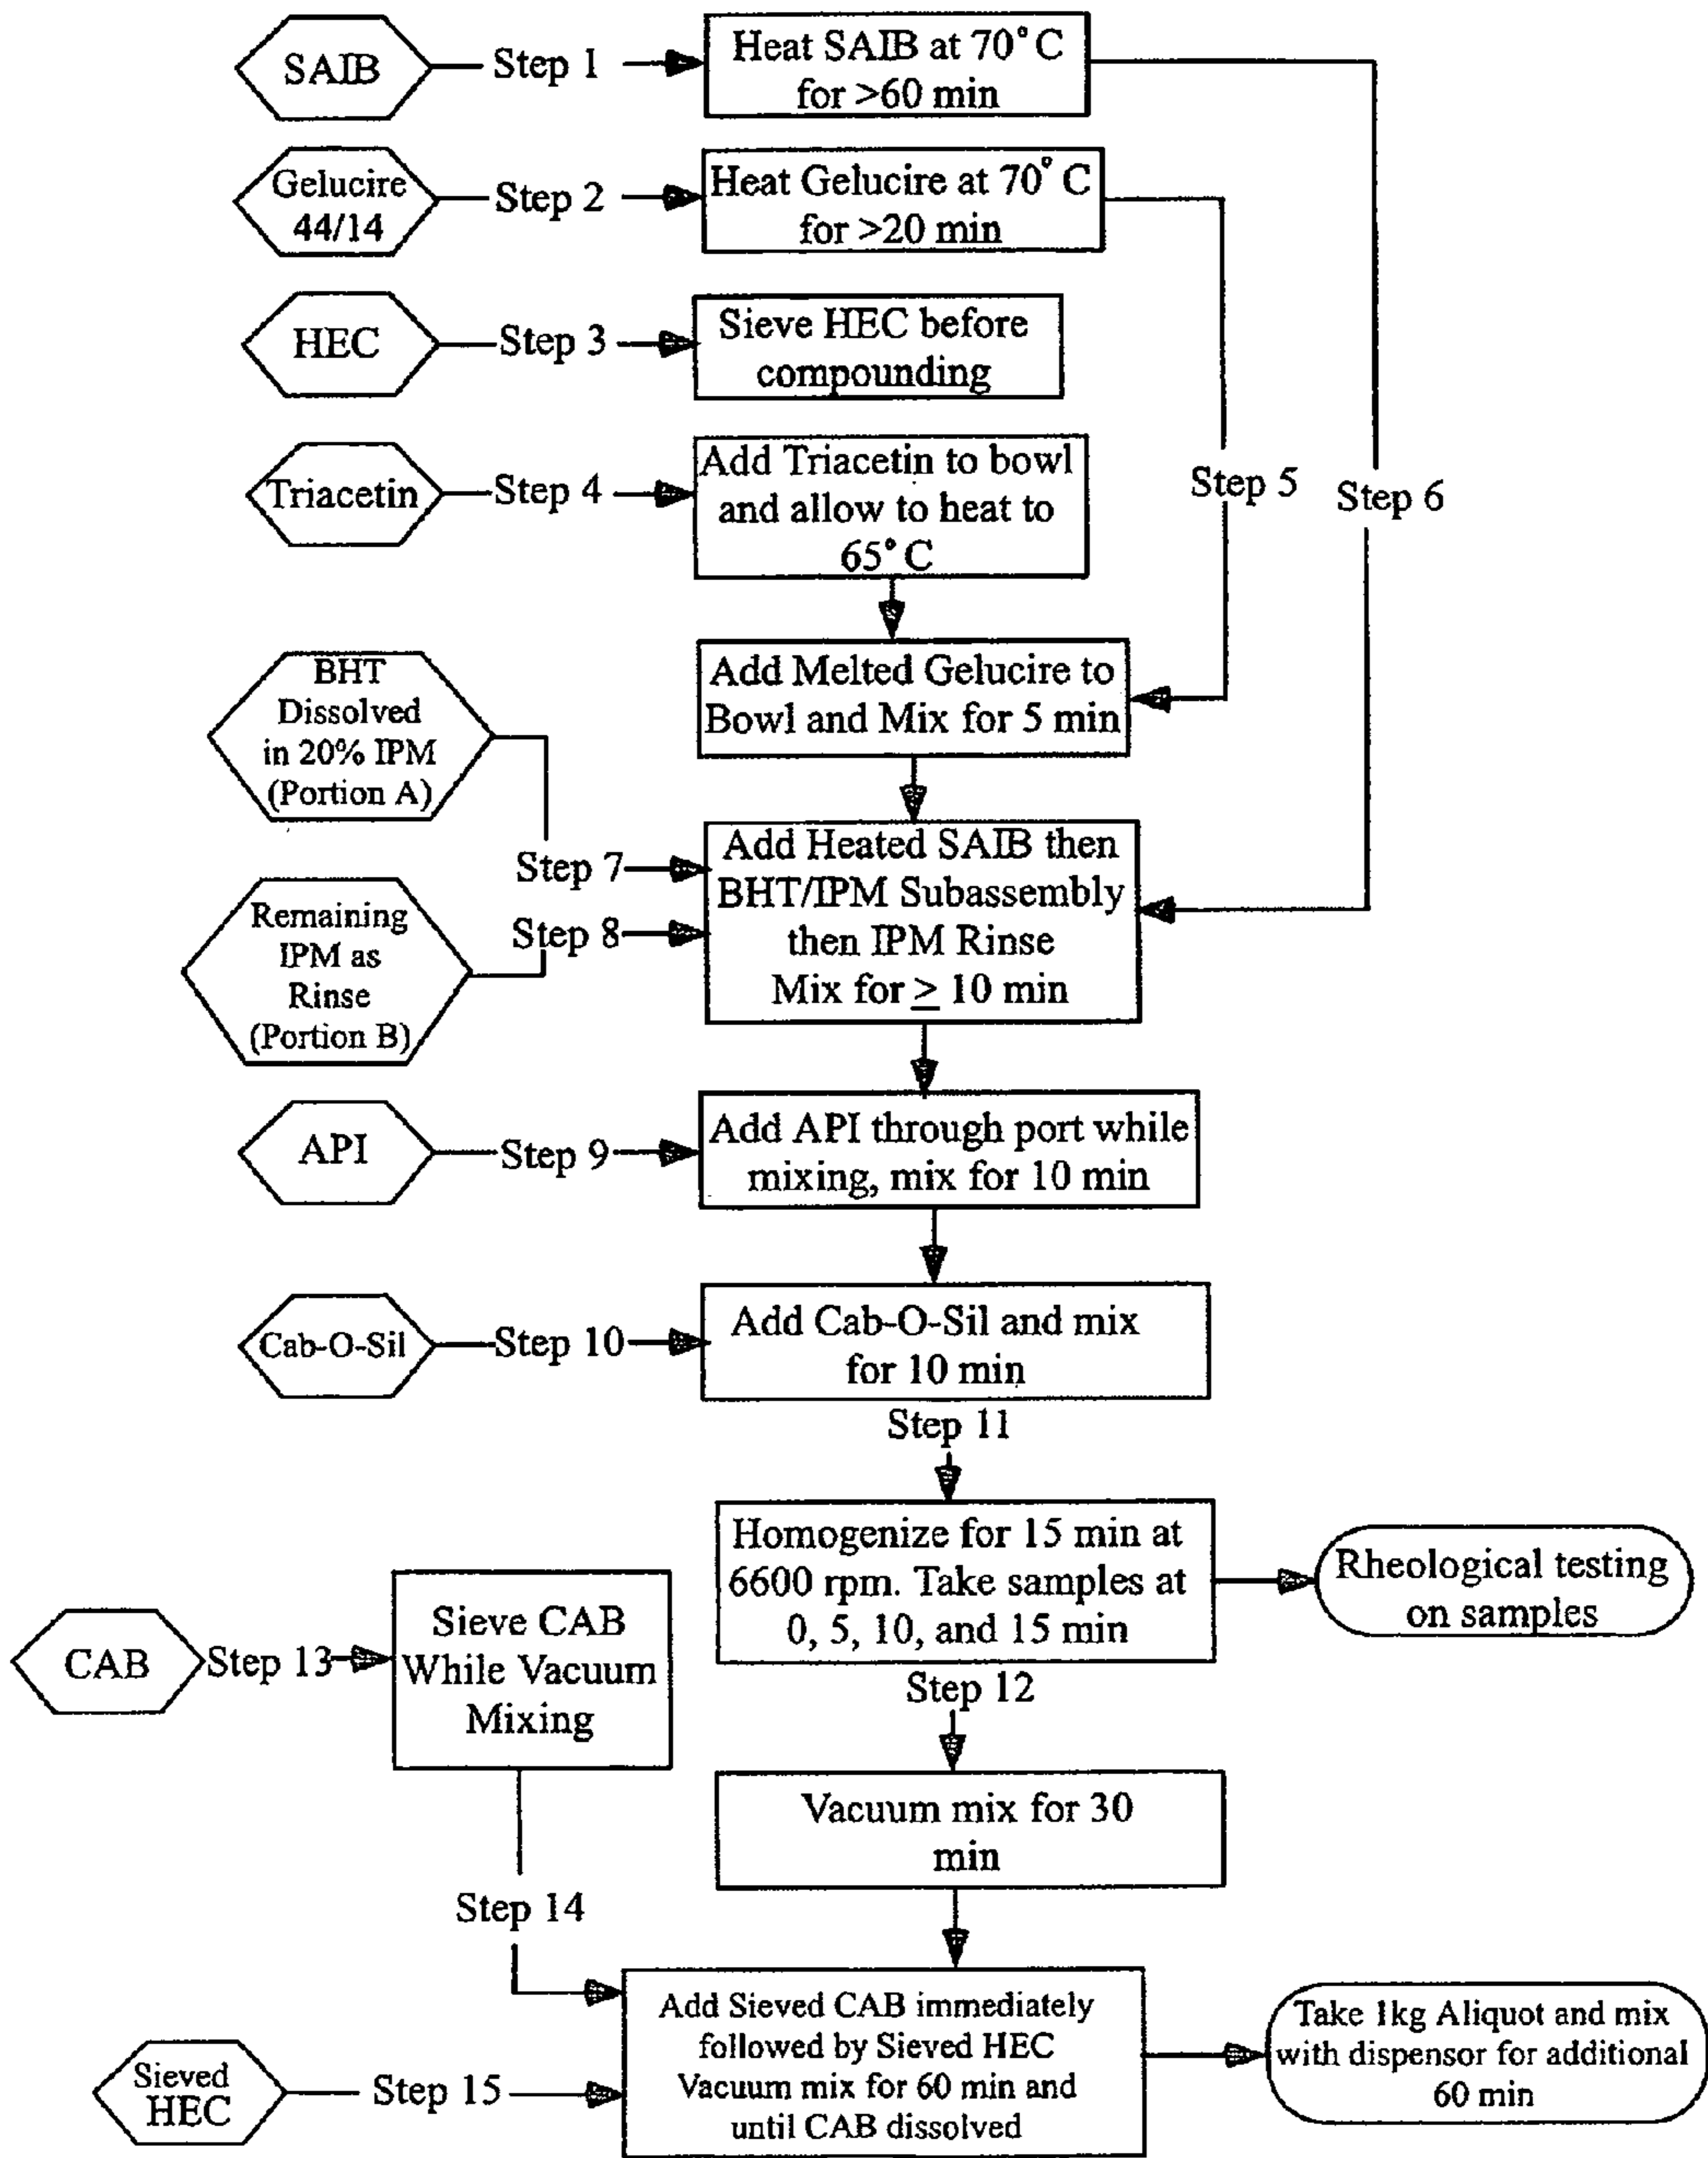 SAIB
Step 1
Heat SAIB at 70° C
for >60 min
Gelucire
44/14
Step 2
Heat Gelucire at 70° C
for >20 min
HEC
Step 3
Sieve HEC before
compounding
Triacetin
Step 4
Add Triacetin to bowl
and allow to heat to
65° C
Step 5
Step 6
Add Melted Gelucire to
Bowl and Mix for 5 min
BHT
Dissolved
in 20% IPM
(Portion A)
Step 7
Remaining
IPM as
Rinse
(Portion B)
Step 8
Add Heated SAIB then
BHT/IPM Subassembly
then IPM Rinse
Mix for ≥ 10 min
API
Step 9
Add API through port while
mixing, mix for 10 min
Cab-O-Sil
Step 10
Add Cab-O-Sil and mix
for 10 min
Step 11
Homogenize for 15 min at
6600 rpm. Take samples at
0, 5, 10, and 15 min
Rheological testing
on samples
CAB
Step 13
Sieve CAB
While Vacuum
Mixing
Step 12
Vacuum mix for 30
min
Step 14
Sieved
HEC
Step 15
Add Sieved CAB immediately
followed by Sieved HEC
Vacuum mix for 60 min and
until CAB dissolved
Take 1kg Aliquot and mix
with dispensor for additional
60 min